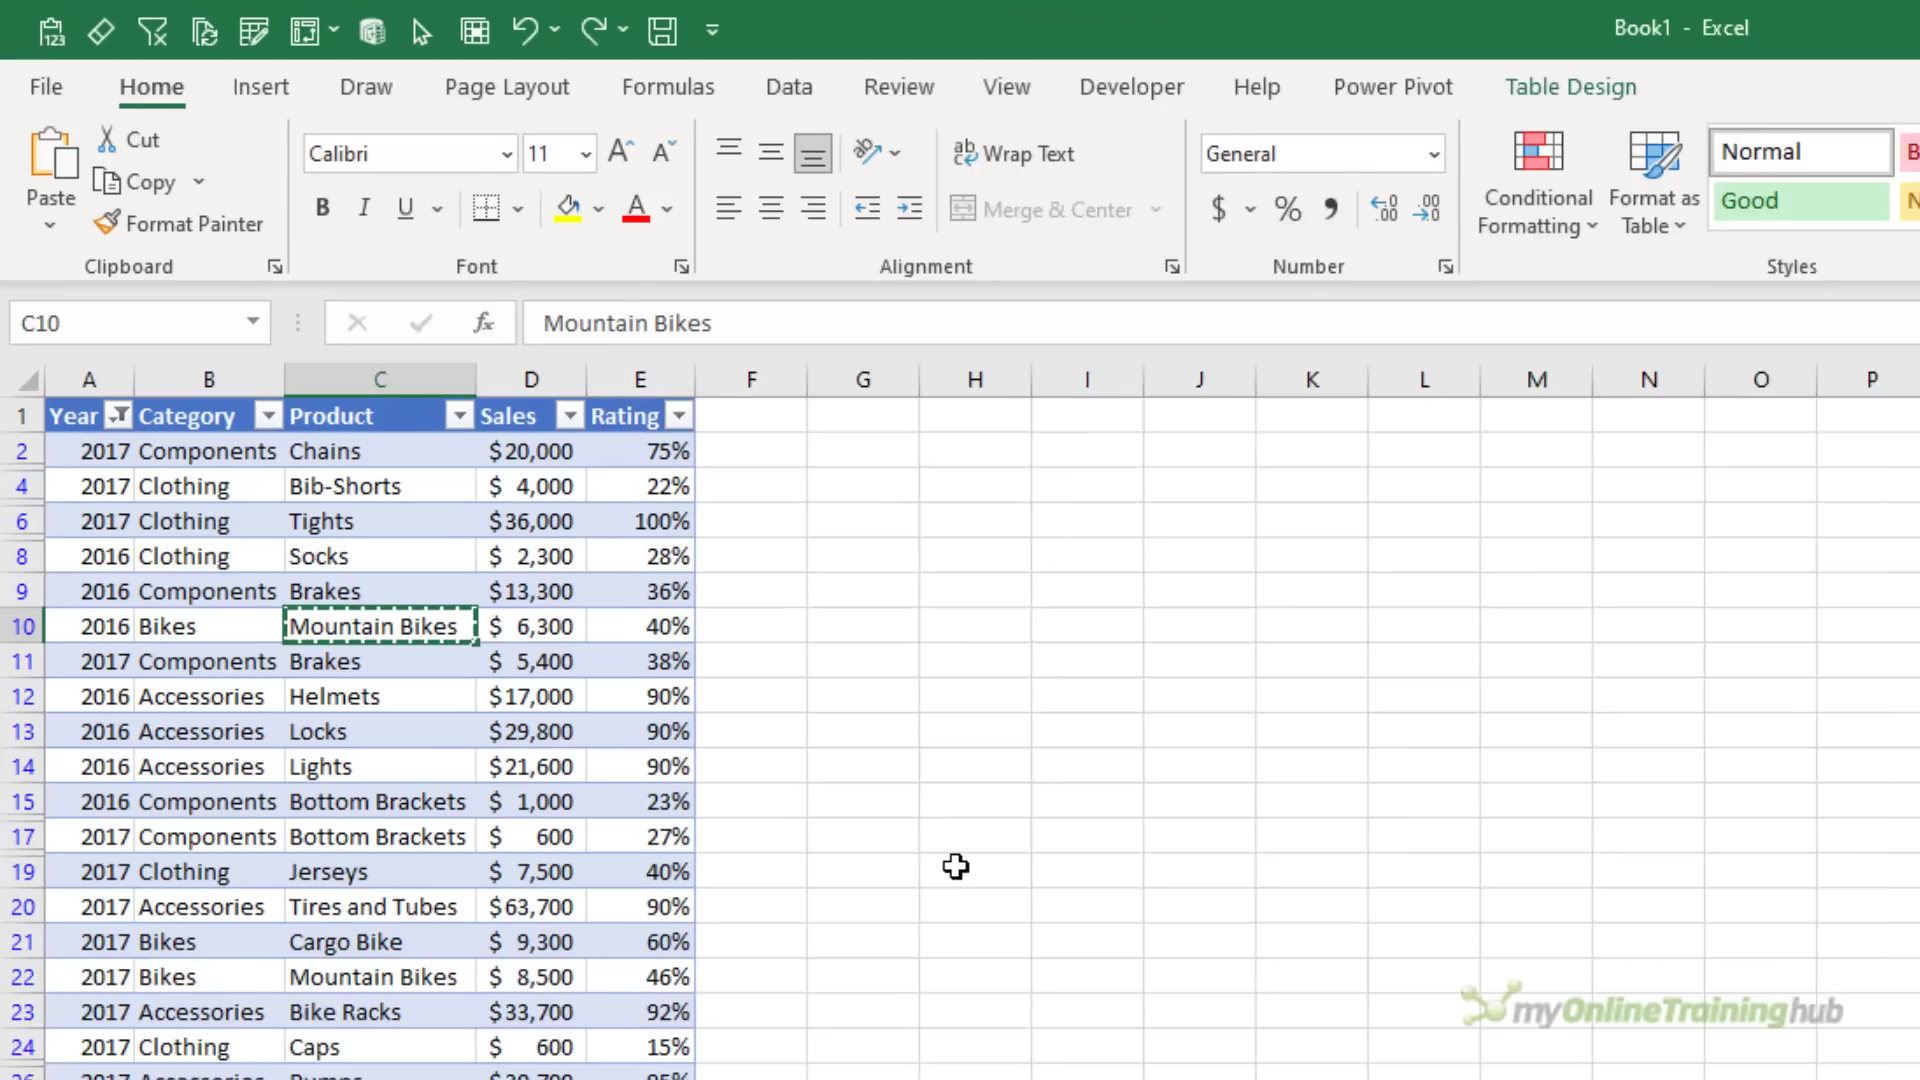 Book1 - Excel
File Home Insert Draw Page Layout Formulas Data Review View Developer Help Power Pivot Table Design
Paste
Cut
Copy
Format Painter
Clipboard
Calibri 11
B I U
Font
Wrap Text
Merge & Center
Alignment
General
$ % 9
Number
Conditional Formatting
Format as Table
Normal
Good
Styles
C10
fx Mountain Bikes
A B C D E F G H I J K L M N O P
1 Year Category Product Sales Rating
2 2017 Components Chains $20,000 75%
4 2017 Clothing Bib-Shorts $ 4,000 22%
6 2017 Clothing Tights $36,000 100%
8 2016 Clothing Socks $ 2,300 28%
9 2016 Components Brakes $13,300 36%
10 2016 Bikes Mountain Bikes $ 6,300 40%
11 2017 Components Brakes $ 5,400 38%
12 2016 Accessories Helmets $17,000 90%
13 2016 Accessories Locks $29,800 90%
14 2016 Accessories Lights $21,600 90%
15 2016 Components Bottom Brackets $ 1,000 23%
17 2017 Components Bottom Brackets $ 600 27%
19 2017 Clothing Jerseys $ 7,500 40%
20 2017 Accessories Tires and Tubes $63,700 90%
21 2017 Bikes Cargo Bike $ 9,300 60%
22 2017 Bikes Mountain Bikes $ 8,500 46%
23 2017 Accessories Bike Racks $33,700 92%
24 2017 Clothing Caps $ 600 15%
myOnlineTraininghub